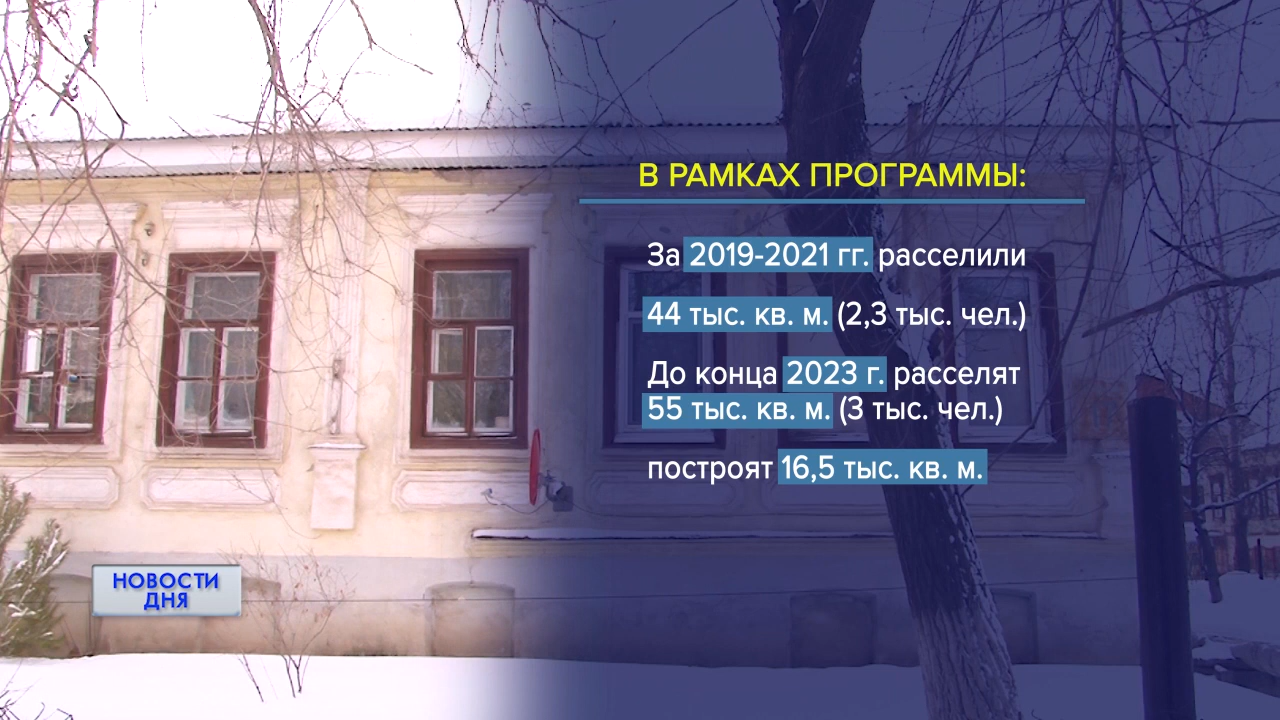 В РАМКАХ ПРОГРАММЫ:
За 2019-2021 гг. расселили
44 тыс. кв. м. (2,3 тыс. чел.)
До конца 2023 г. расселят
55 тыс. кв. м. (3 тыс. чел.)
построят 16,5 тыс. кв. м.
НОВОСТИ
ДНЯ